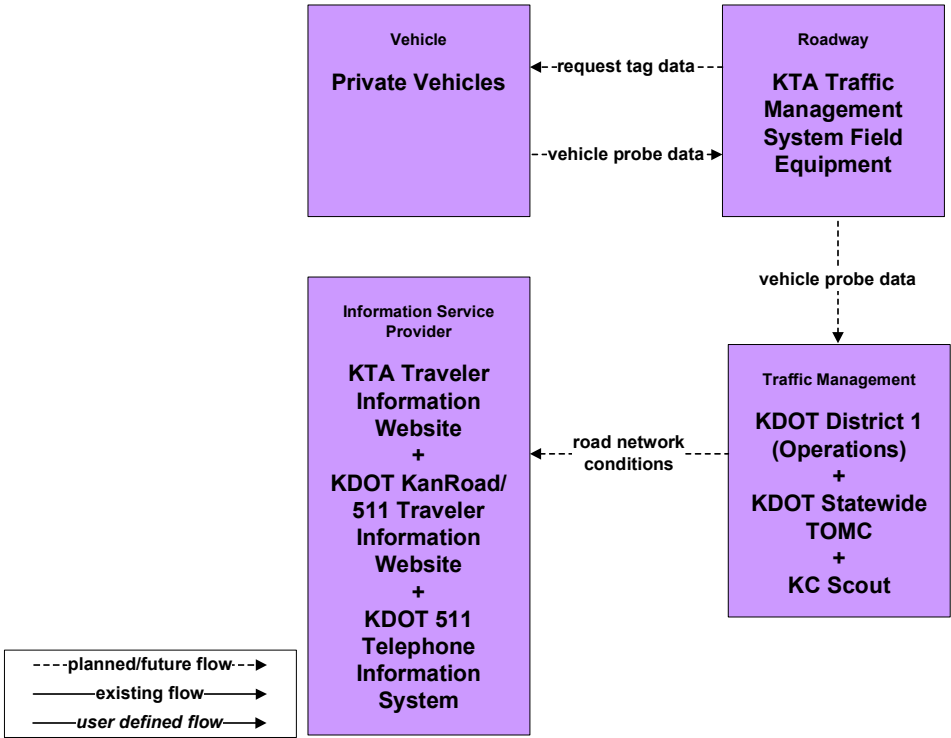 Vehicle
Private Vehicles
request tag data
vehicle probe data
Roadway
KTA Traffic
Management
System Field
Equipment
vehicle probe data
Information Service
Provider
KTA Traveler
Information
Website
+
KDOT KanRoad/
511 Traveler
Information
Website
+
KDOT 511
Telephone
Information
System
road network
conditions
Traffic Management
KDOT District 1
(Operations)
+
KDOT Statewide
TOMC
+
KC Scout
planned/future flow
existing flow
user defined flow